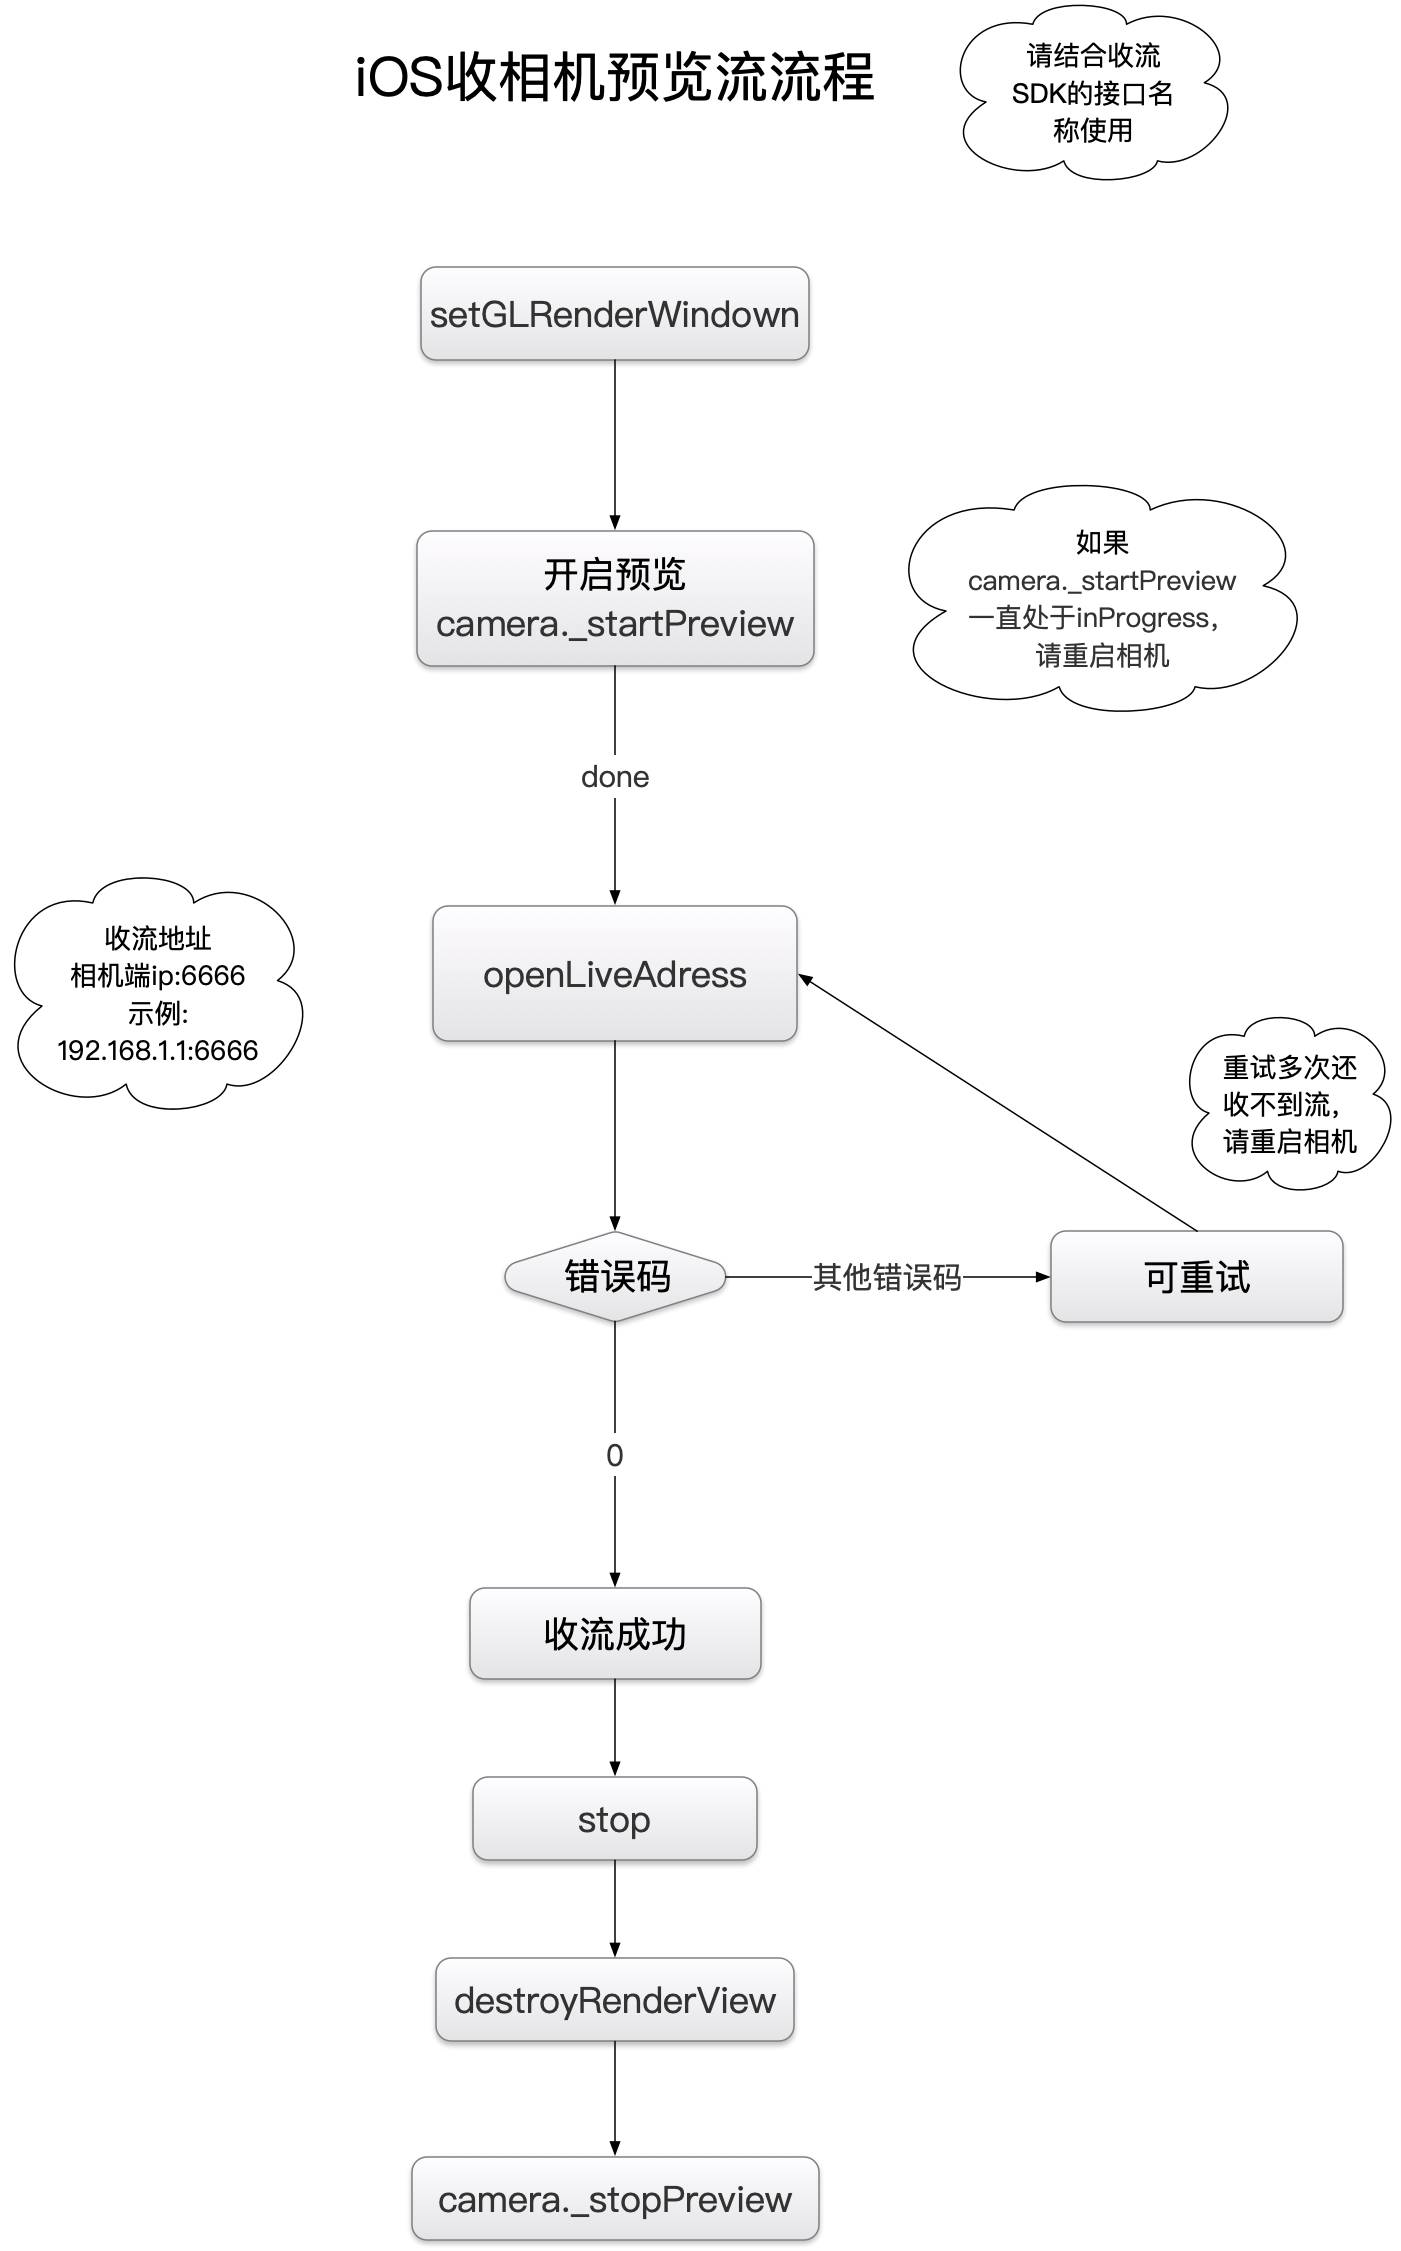 iOS收相机预览流流程
请结合收流
SDK的接口名
称使用
setGLRenderWindown
开启预览
camera._startPreview
如果
camera._startPreview
一直处于inProgress，
请重启相机
done
收流地址
相机端ip:6666
示例:
192.168.1.1:6666
openLiveAdress
重试多次还
收不到流，
请重启相机
错误码
其他错误码
可重试
0
收流成功
stop
destroyRenderView
camera._stopPreview